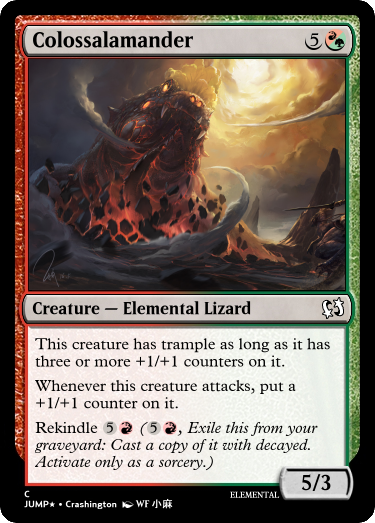 Colossalamander 5 R/G
Creature — Elemental Lizard
This creature has trample as long as it has
three or more +1/+1 counters on it.
Whenever this creature attacks, put a
+1/+1 counter on it.
Rekindle 5 R (5 R, Exile this from your
graveyard: Cast a copy of it with decayed.
Activate only as a sorcery.)
5/3
C
ELEMENTAL
JUMP★ • Crashington WF 小麻